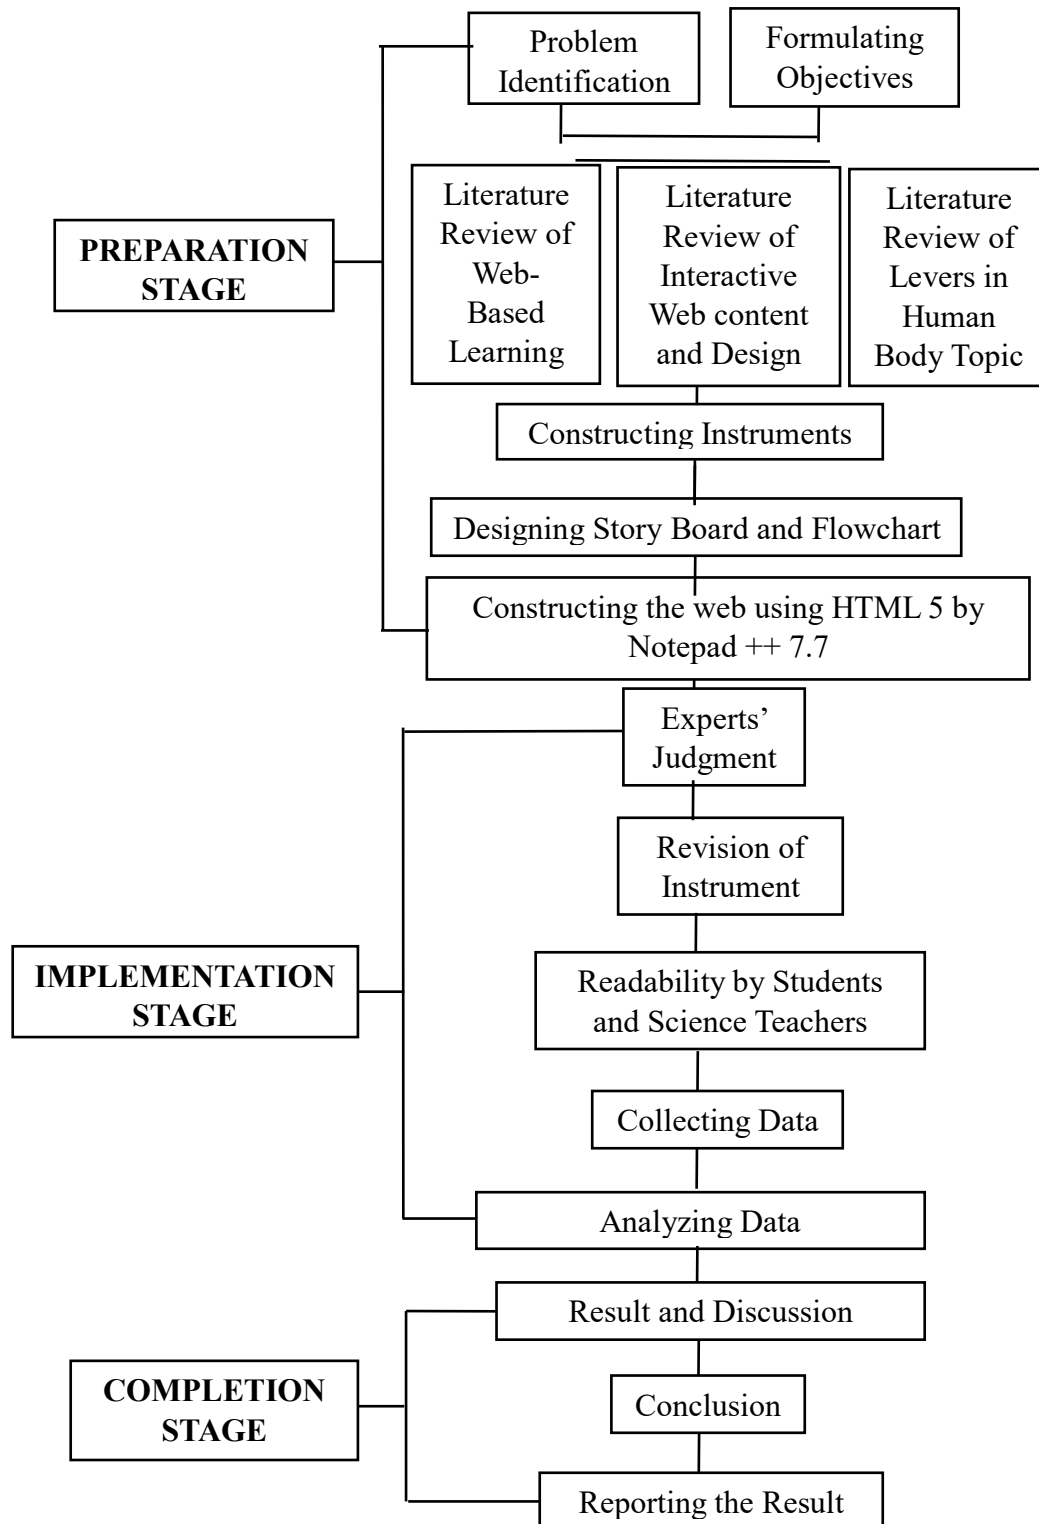 Problem
Identification
Formulating
Objectives
Literature
Review of
Web-
Based
Learning
Literature
Review of
Interactive
Web content
and Design
Literature
Review of
Levers in
Human
Body Topic
PREPARATION
STAGE
Constructing Instruments
Designing Story Board and Flowchart
Constructing the web using HTML 5 by
Notepad ++ 7.7
Experts’
Judgment
Revision of
Instrument
IMPLEMENTATION
STAGE
Readability by Students
and Science Teachers
Collecting Data
Analyzing Data
Result and Discussion
COMPLETION
STAGE
Conclusion
Reporting the Result